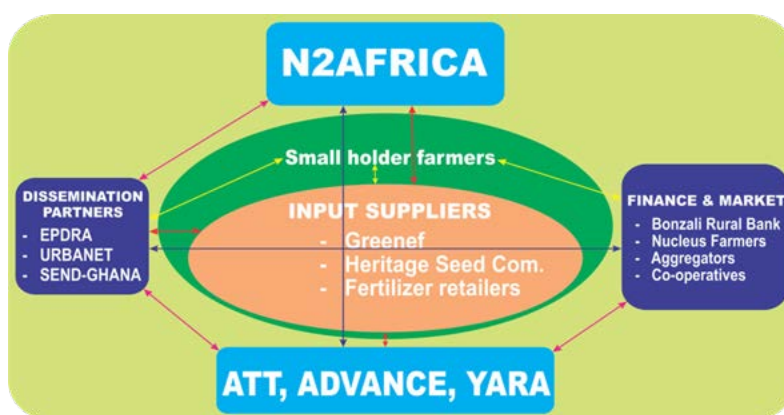 N2AFRICA
Small holder farmers
DISSEMINATION
PARTNERS
- EPDRA
- URBANET
- SEND-GHANA
INPUT SUPPLIERS
- Greenef
- Heritage Seed Com.
- Fertilizer retailers
FINANCE & MARKET
- Bonzali Rural Bank
- Nucleus Farmers
- Aggregators
- Co-operatives
ATT, ADVANCE, YARA